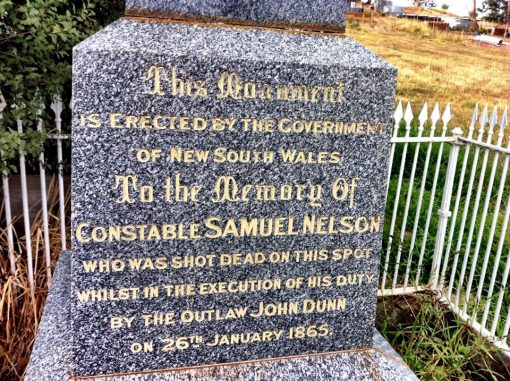 This Monument
IS ERECTED BY THE GOVERNMENT
OF NEW SOUTH WALES
To the Memory Of
CONSTABLE SAMUEL NELSON
WHO WAS SHOT DEAD ON THIS SPOT
WHILST IN THE EXECUTION OF HIS DUTY
BY THE OUTLAW JOHN DUNN
ON 26TH JANUARY 1865.